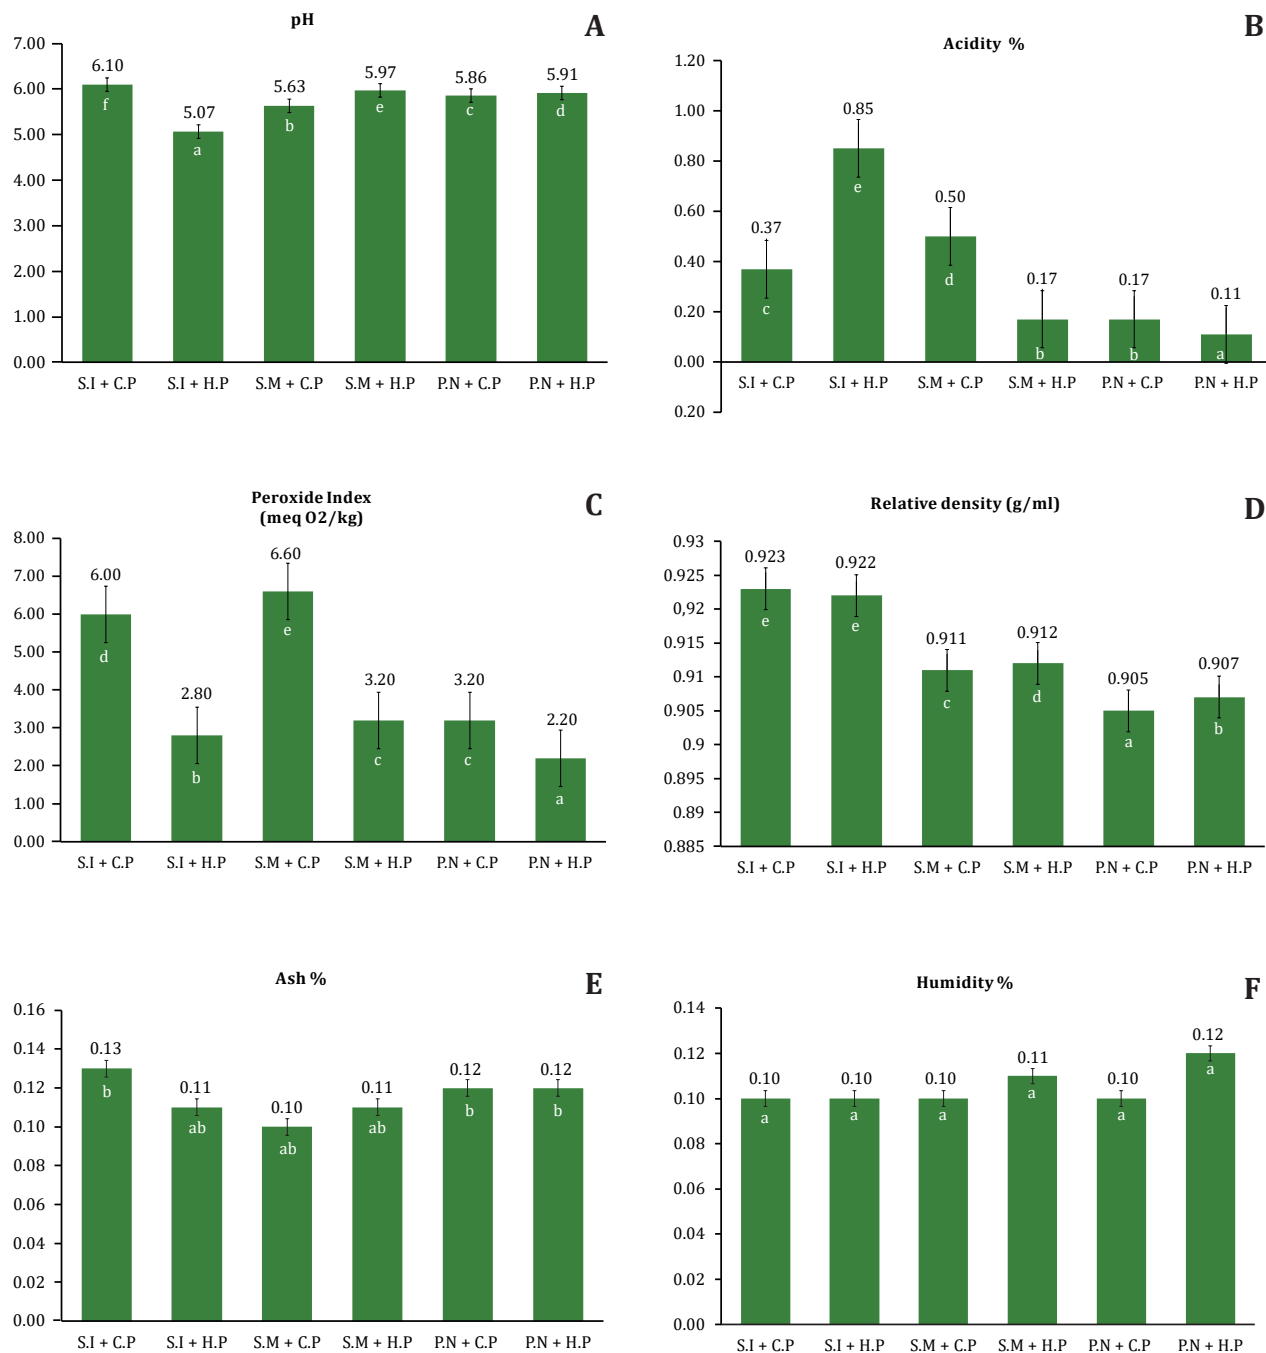 pH
A
7.00
6.00
5.00
4.00
3.00
2.00
1.00
0.00
6.10
5.07
5.63
5.97
5.86
5.91
f
a
b
e
c
d
S.I + C.P
S.I + H.P
S.M + C.P
S.M + H.P
P.N + C.P
P.N + H.P
Acidity %
B
1.20
1.00
0.80
0.60
0.40
0.20
0.00
0.20
0.37
0.85
0.50
0.17
0.17
0.11
c
e
d
b
b
a
S.I + C.P
S.I + H.P
S.M + C.P
S.M + H.P
P.N + C.P
P.N + H.P
Peroxide Index
(meq O2/kg)
C
8.00
7.00
6.00
5.00
4.00
3.00
2.00
1.00
0.00
6.00
2.80
6.60
3.20
3.20
2.20
d
b
e
c
c
a
S.I + C.P
S.I + H.P
S.M + C.P
S.M + H.P
P.N + C.P
P.N + H.P
Relative density (g/ml)
D
0.93
0.925
0,92
0.915
0.91
0.905
0.9
0.895
0.89
0.885
0.923
0.922
0.911
0.912
0.905
0.907
e
e
c
d
a
b
S.I + C.P
S.I + H.P
S.M + C.P
S.M + H.P
P.N + C.P
P.N + H.P
Ash %
E
0.16
0.14
0.12
0.10
0.08
0.06
0.04
0.02
0.00
0.13
0.11
0.10
0.11
0.12
0.12
b
ab
ab
ab
b
b
S.I + C.P
S.I + H.P
S.M + C.P
S.M + H.P
P.N + C.P
P.N + H.P
Humidity %
F
0.14
0.12
0.10
0.08
0.06
0.04
0.02
0.00
0.10
0.10
0.10
0.11
0.10
0.12
a
a
a
a
a
a
S.I + C.P
S.I + H.P
S.M + C.P
S.M + H.P
P.N + C.P
P.N + H.P